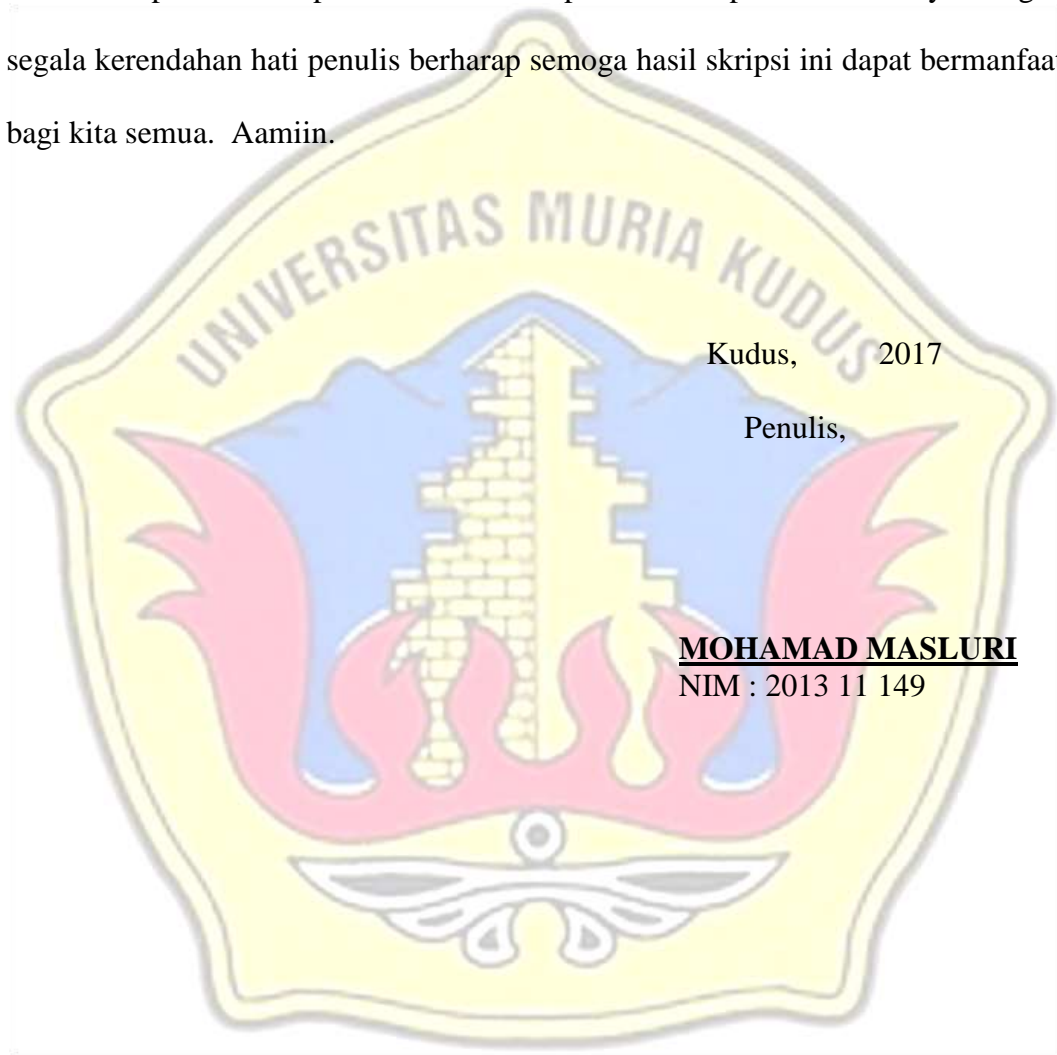 segala kerendahan hati penulis berharap semoga hasil skripsi ini dapat bermanfaat
bagi kita semua.  Aamiin.
UNIVERSITAS MURIA KUDUS
Kudus,          2017
Penulis,
MOHAMAD MASLURI
NIM : 2013 11 149